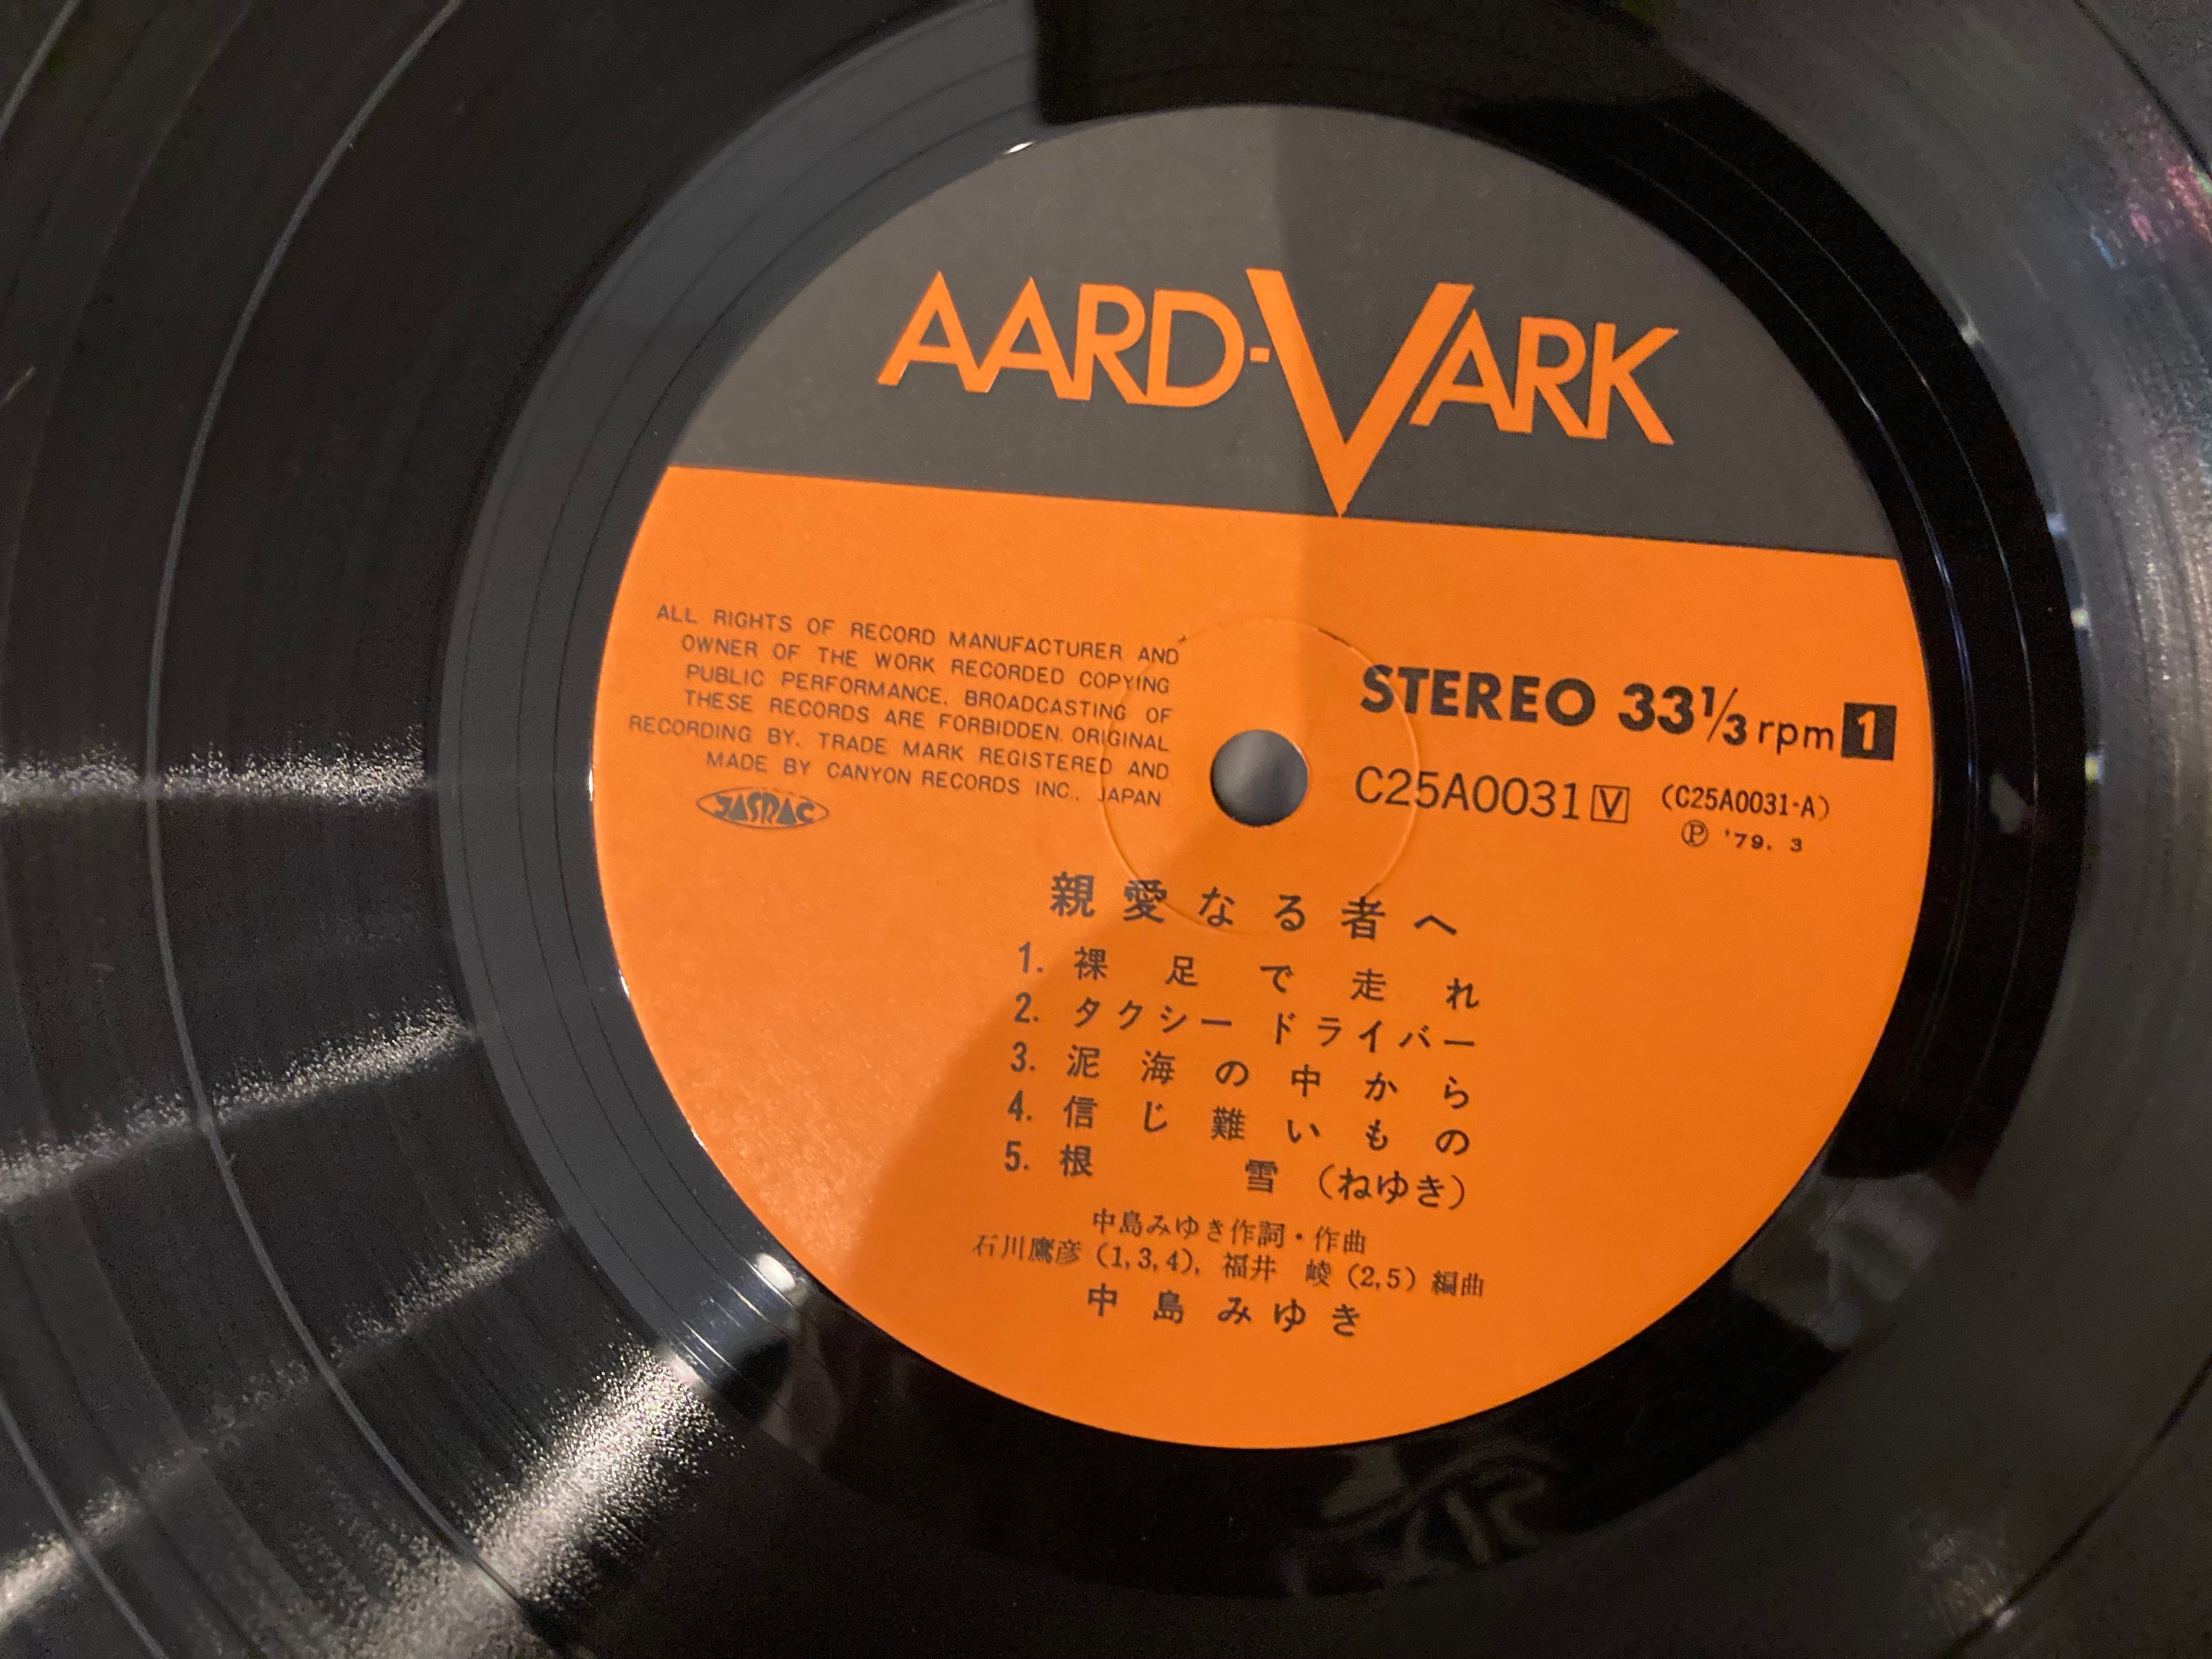 AARD-VARK
ALL RIGHTS OF RECORD MANUFACTURER AND
OWNER OF THE WORK RECORDED COPYING
PUBLIC PERFORMANCE, BROADCASTING OF
THESE RECORDS ARE FORBIDDEN. ORIGINAL
RECORDING BY, TRADE MARK REGISTERED AND
MADE BY CANYON RECORDS INC., JAPAN
JASRAC
STEREO 33⅓ rpm 1
C25A0031 V (C25A0031-A)
Ⓟ '79. 3
親愛なる者へ
1. 裸足で走れ
2. タクシードライバー
3. 泥海の中から
4. 信じ難いもの
5. 根雪(ねゆき)
中島みゆき作詞・作曲
石川鷹彦(1,3,4), 福井 崚(2,5)編曲
中島みゆき